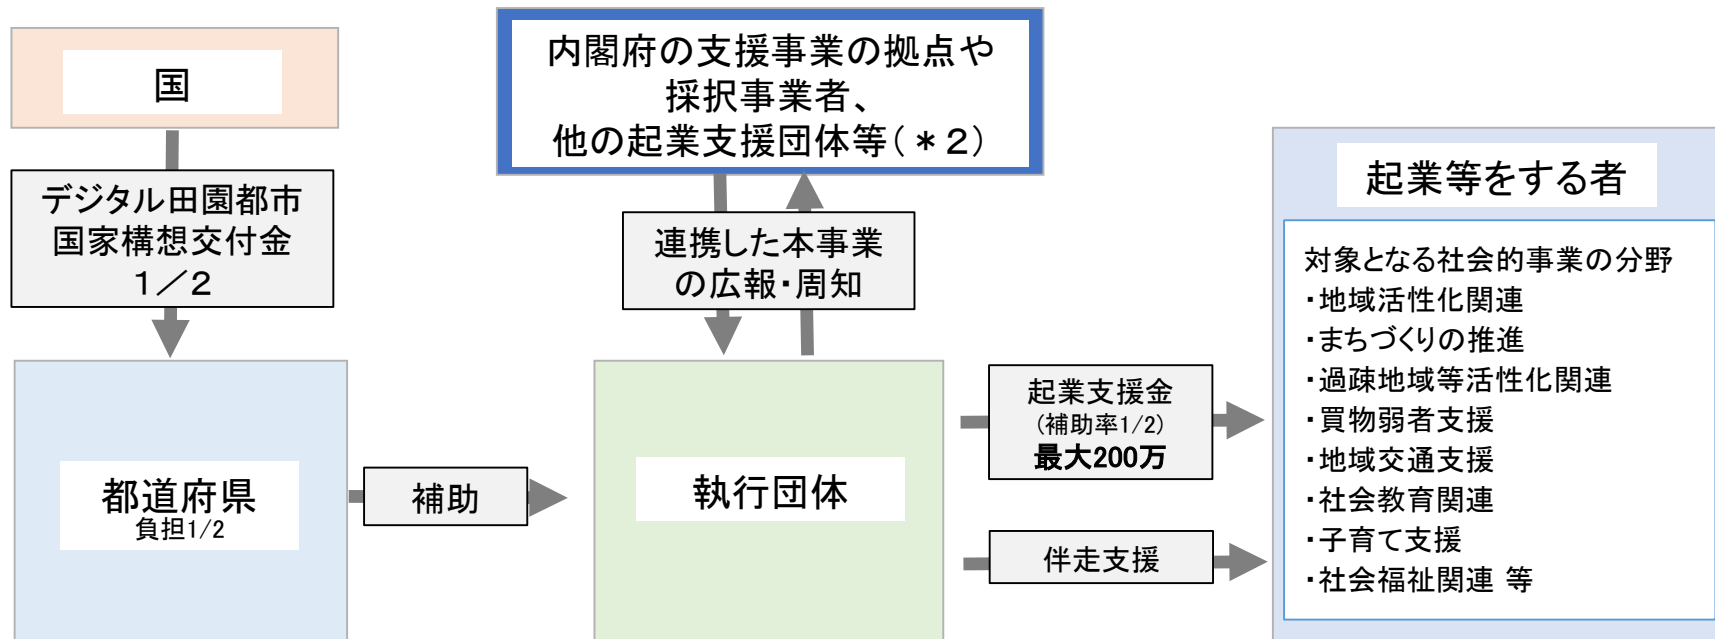 国
デジタル田園都市
国家構想交付金
１／２
都道府県
負担1/2
補助
内閣府の支援事業の拠点や
採択事業者、
他の起業支援団体等（＊２）
連携した本事業
の広報・周知
執行団体
起業支援金
（補助率1/2）
最大200万
伴走支援
起業等をする者
対象となる社会的事業の分野
・地域活性化関連
・まちづくりの推進
・過疎地域等活性化関連
・買物弱者支援
・地域交通支援
・社会教育関連
・子育て支援
・社会福祉関連 等